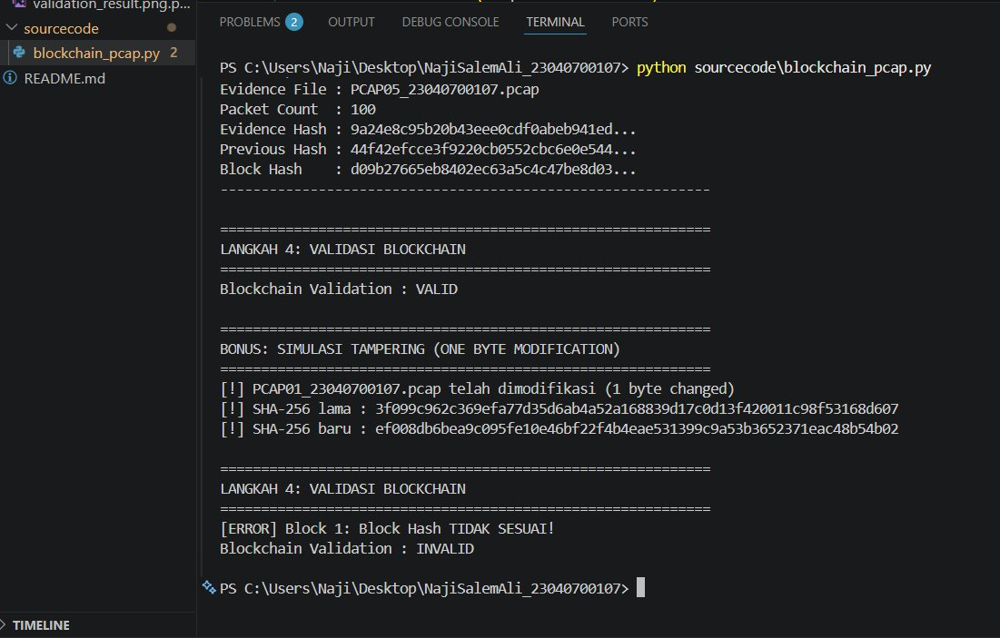 validation_result.png.p...
sourcecode
blockchain_pcap.py 2
README.md
TIMELINE
PROBLEMS 2 OUTPUT DEBUG CONSOLE TERMINAL PORTS
PS C:\Users\Naji\Desktop\NajiSalemAli_23040700107> python sourcecode\blockchain_pcap.py
Evidence File : PCAP05_23040700107.pcap
Packet Count : 100
Evidence Hash : 9a24e8c95b20b43eee0cdf0abeb941ed...
Previous Hash : 44f42efcce3f9220cb0552cbc6e0e544...
Block Hash : d09b27665eb8402ec63a5c4c47be8d03...
------------------------------------------------------------
============================================================
LANGKAH 4: VALIDASI BLOCKCHAIN
============================================================
Blockchain Validation : VALID
============================================================
BONUS: SIMULASI TAMPERING (ONE BYTE MODIFICATION)
============================================================
[!] PCAP01_23040700107.pcap telah dimodifikasi (1 byte changed)
[!] SHA-256 lama : 3f099c962c369efa77d35d6ab4a52a168839d17c0d13f420011c98f53168d607
[!] SHA-256 baru : ef008db6bea9c095fe10e46bf22f4b4eae531399c9a53b3652371eac48b54b02
============================================================
LANGKAH 4: VALIDASI BLOCKCHAIN
============================================================
[ERROR] Block 1: Block Hash TIDAK SESUAI!
Blockchain Validation : INVALID
PS C:\Users\Naji\Desktop\NajiSalemAli_23040700107>